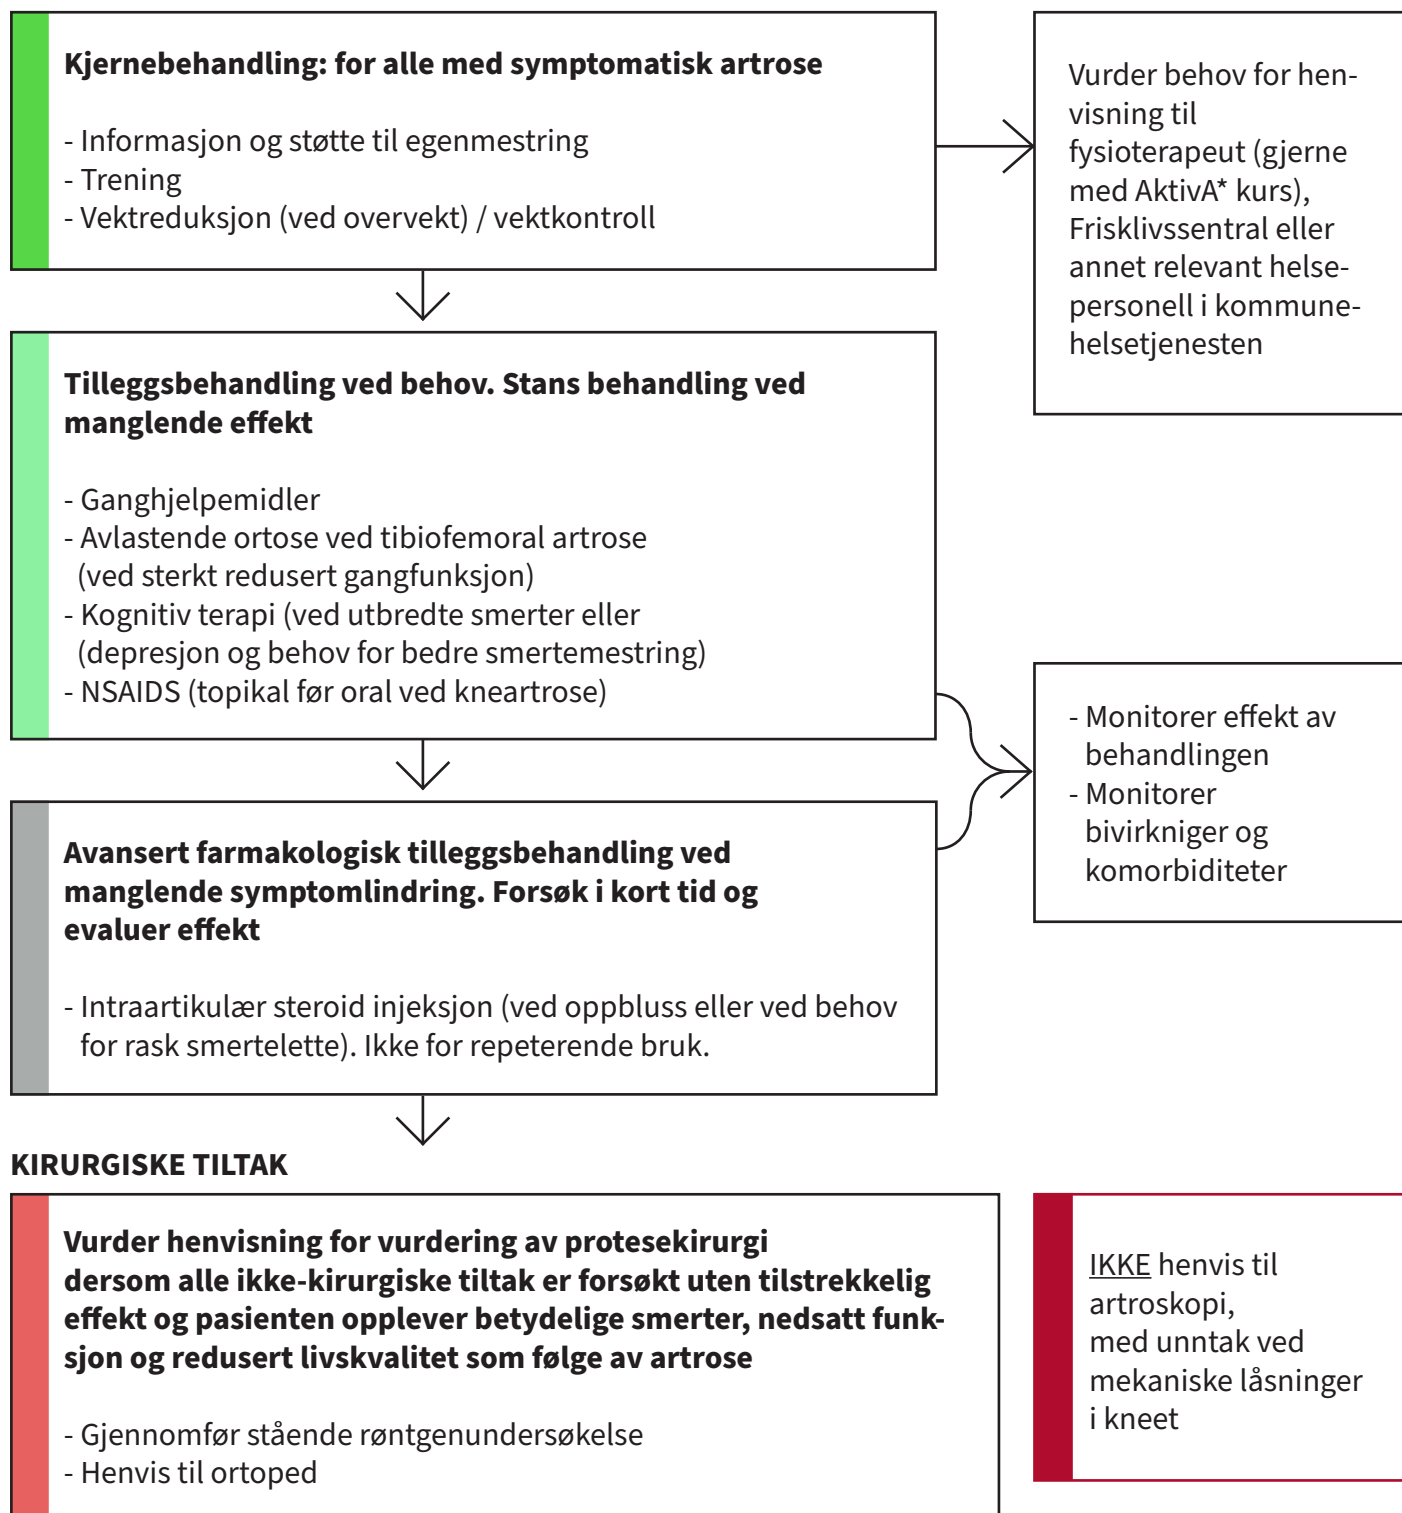 Kjernebehandling: for alle med symptomatisk artrose
- Informasjon og støtte til egenmestring
- Trening
- Vektreduksjon (ved overvekt) / vektkontroll
Vurder behov for hen-
visning til
fysioterapeut (gjerne
med AktivA* kurs),
Frisklivssentral eller
annet relevant helse-
personell i kommune-
helsetjenesten
Tilleggsbehandling ved behov. Stans behandling ved
manglende effekt
- Ganghjelpemidler
- Avlastende ortose ved tibiofemoral artrose
(ved sterkt redusert gangfunksjon)
- Kognitiv terapi (ved utbredte smerter eller
(depresjon og behov for bedre smertemestring)
- NSAIDS (topikal før oral ved kneartrose)
- Monitorer effekt av
behandlingen
- Monitorer
bivirkniger og
komorbiditeter
Avansert farmakologisk tilleggsbehandling ved
manglende symptomlindring. Forsøk i kort tid og
evaluer effekt
- Intraartikulær steroid injeksjon (ved oppbluss eller ved behov
for rask smertelette). Ikke for repeterende bruk.
KIRURGISKE TILTAK
Vurder henvisning for vurdering av protesekirurgi
dersom alle ikke-kirurgiske tiltak er forsøkt uten tilstrekkelig
effekt og pasienten opplever betydelige smerter, nedsatt funk-
sjon og redusert livskvalitet som følge av artrose
- Gjennomfør stående røntgenundersøkelse
- Henvis til ortoped
IKKE henvis til
artroskopi,
med unntak ved
mekaniske låsninger
i kneet